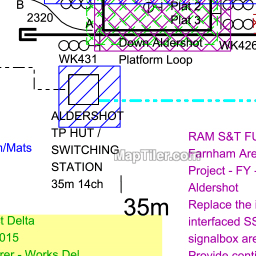 B
2320
A
Plat 2
Plat 3
Down Aldershot
WK431
Platform Loop
WK426
ALDERSHOT
TP HUT /
SWITCHING
STATION
35m 14ch
/Mats
MapTiler.com
35m
RAM S&T FU
Farnham Are
Project - FY -
Aldershot
Replace the i
interfaced SS
signalbox are
Provide conti
t Delta
015
rer - Works Del